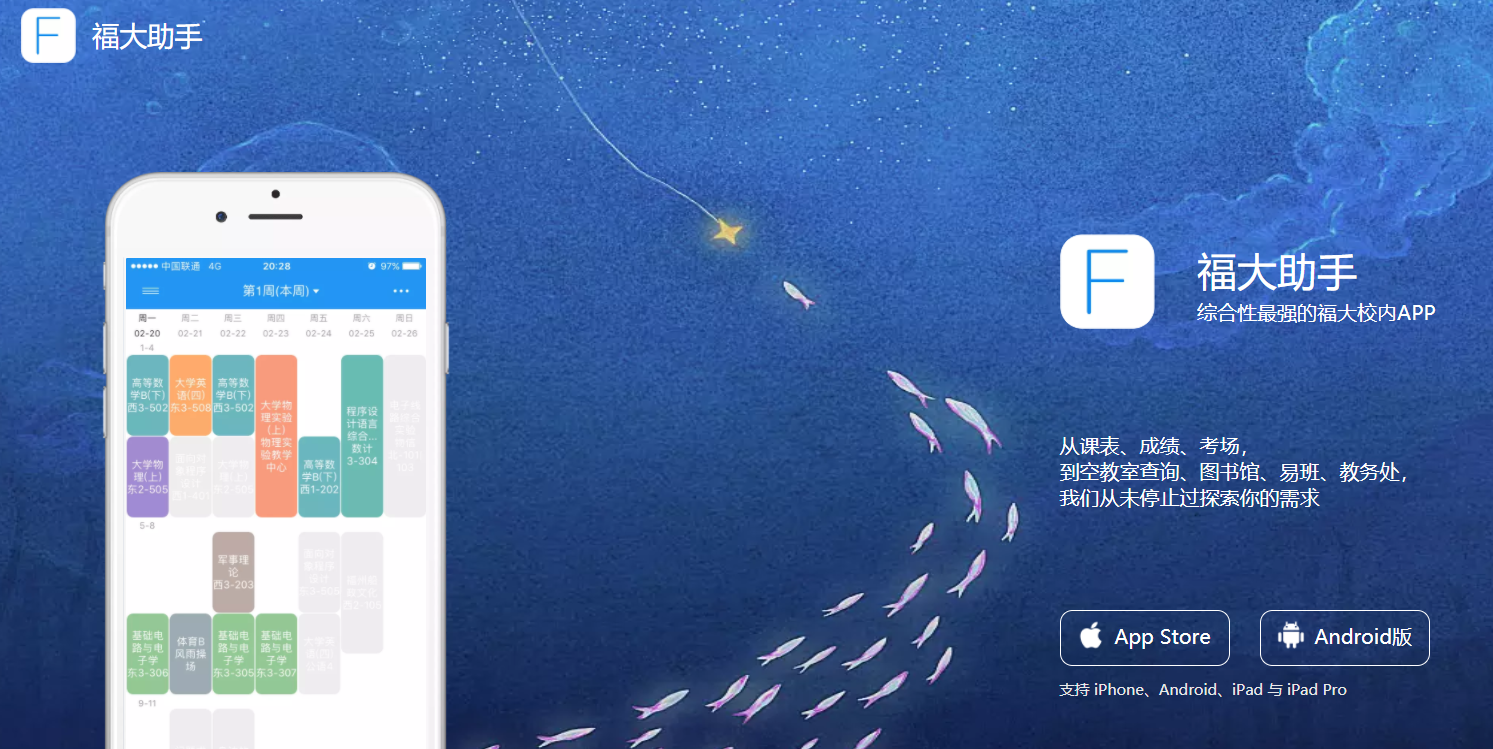 F 福大助手
中国联通 4G 20:28 97%
第1周(本周)
周一 周二 周三 周四 周五 周六 周日
02-20 02-21 02-22 02-23 02-24 02-25 02-26
1-4
高等数
学B(下)
西3-502
大学英
语(四)
东3-508
高等数
学B(下)
西3-502
大学物
理实验
(上)
物理实
验教学
中心
程序设
计语言
综合...
数计
3-304
大学物
理(上)
东2-505
高等数
学B(下)
西1-202
5-8
军事理
论
西3-203
基础电
路与电
子学
东3-306
体育B
风雨操
场
基础电
路与电
子学
东3-305
基础电
路与电
子学
东3-307
9-11
F
福大助手
综合性最强的福大校内APP
从课表、成绩、考场，
到空教室查询、图书馆、易班、教务处，
我们从未停止过探索你的需求
App Store
Android版
支持 iPhone、Android、iPad 与 iPad Pro